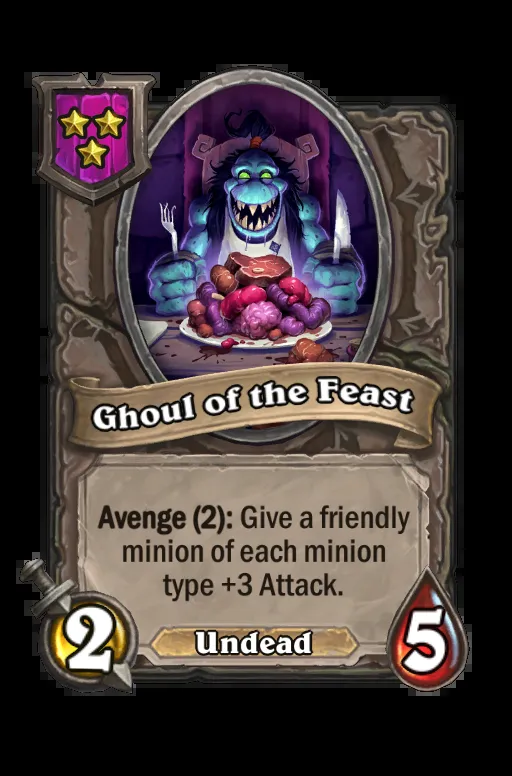 Ghoul of the Feast
Avenge (2): Give a friendly
minion of each minion
type +3 Attack.
2
Undead
5